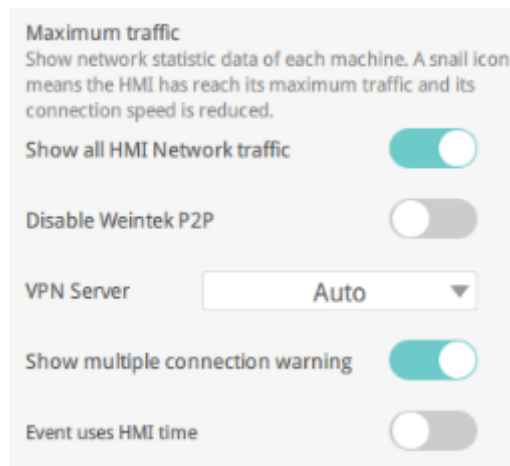 Maximum traffic
Show network statistic data of each machine. A snail icon
means the HMI has reach its maximum traffic and its
connection speed is reduced.
Show all HMI Network traffic
Disable Weintek P2P
VPN Server Auto
Show multiple connection warning
Event uses HMI time